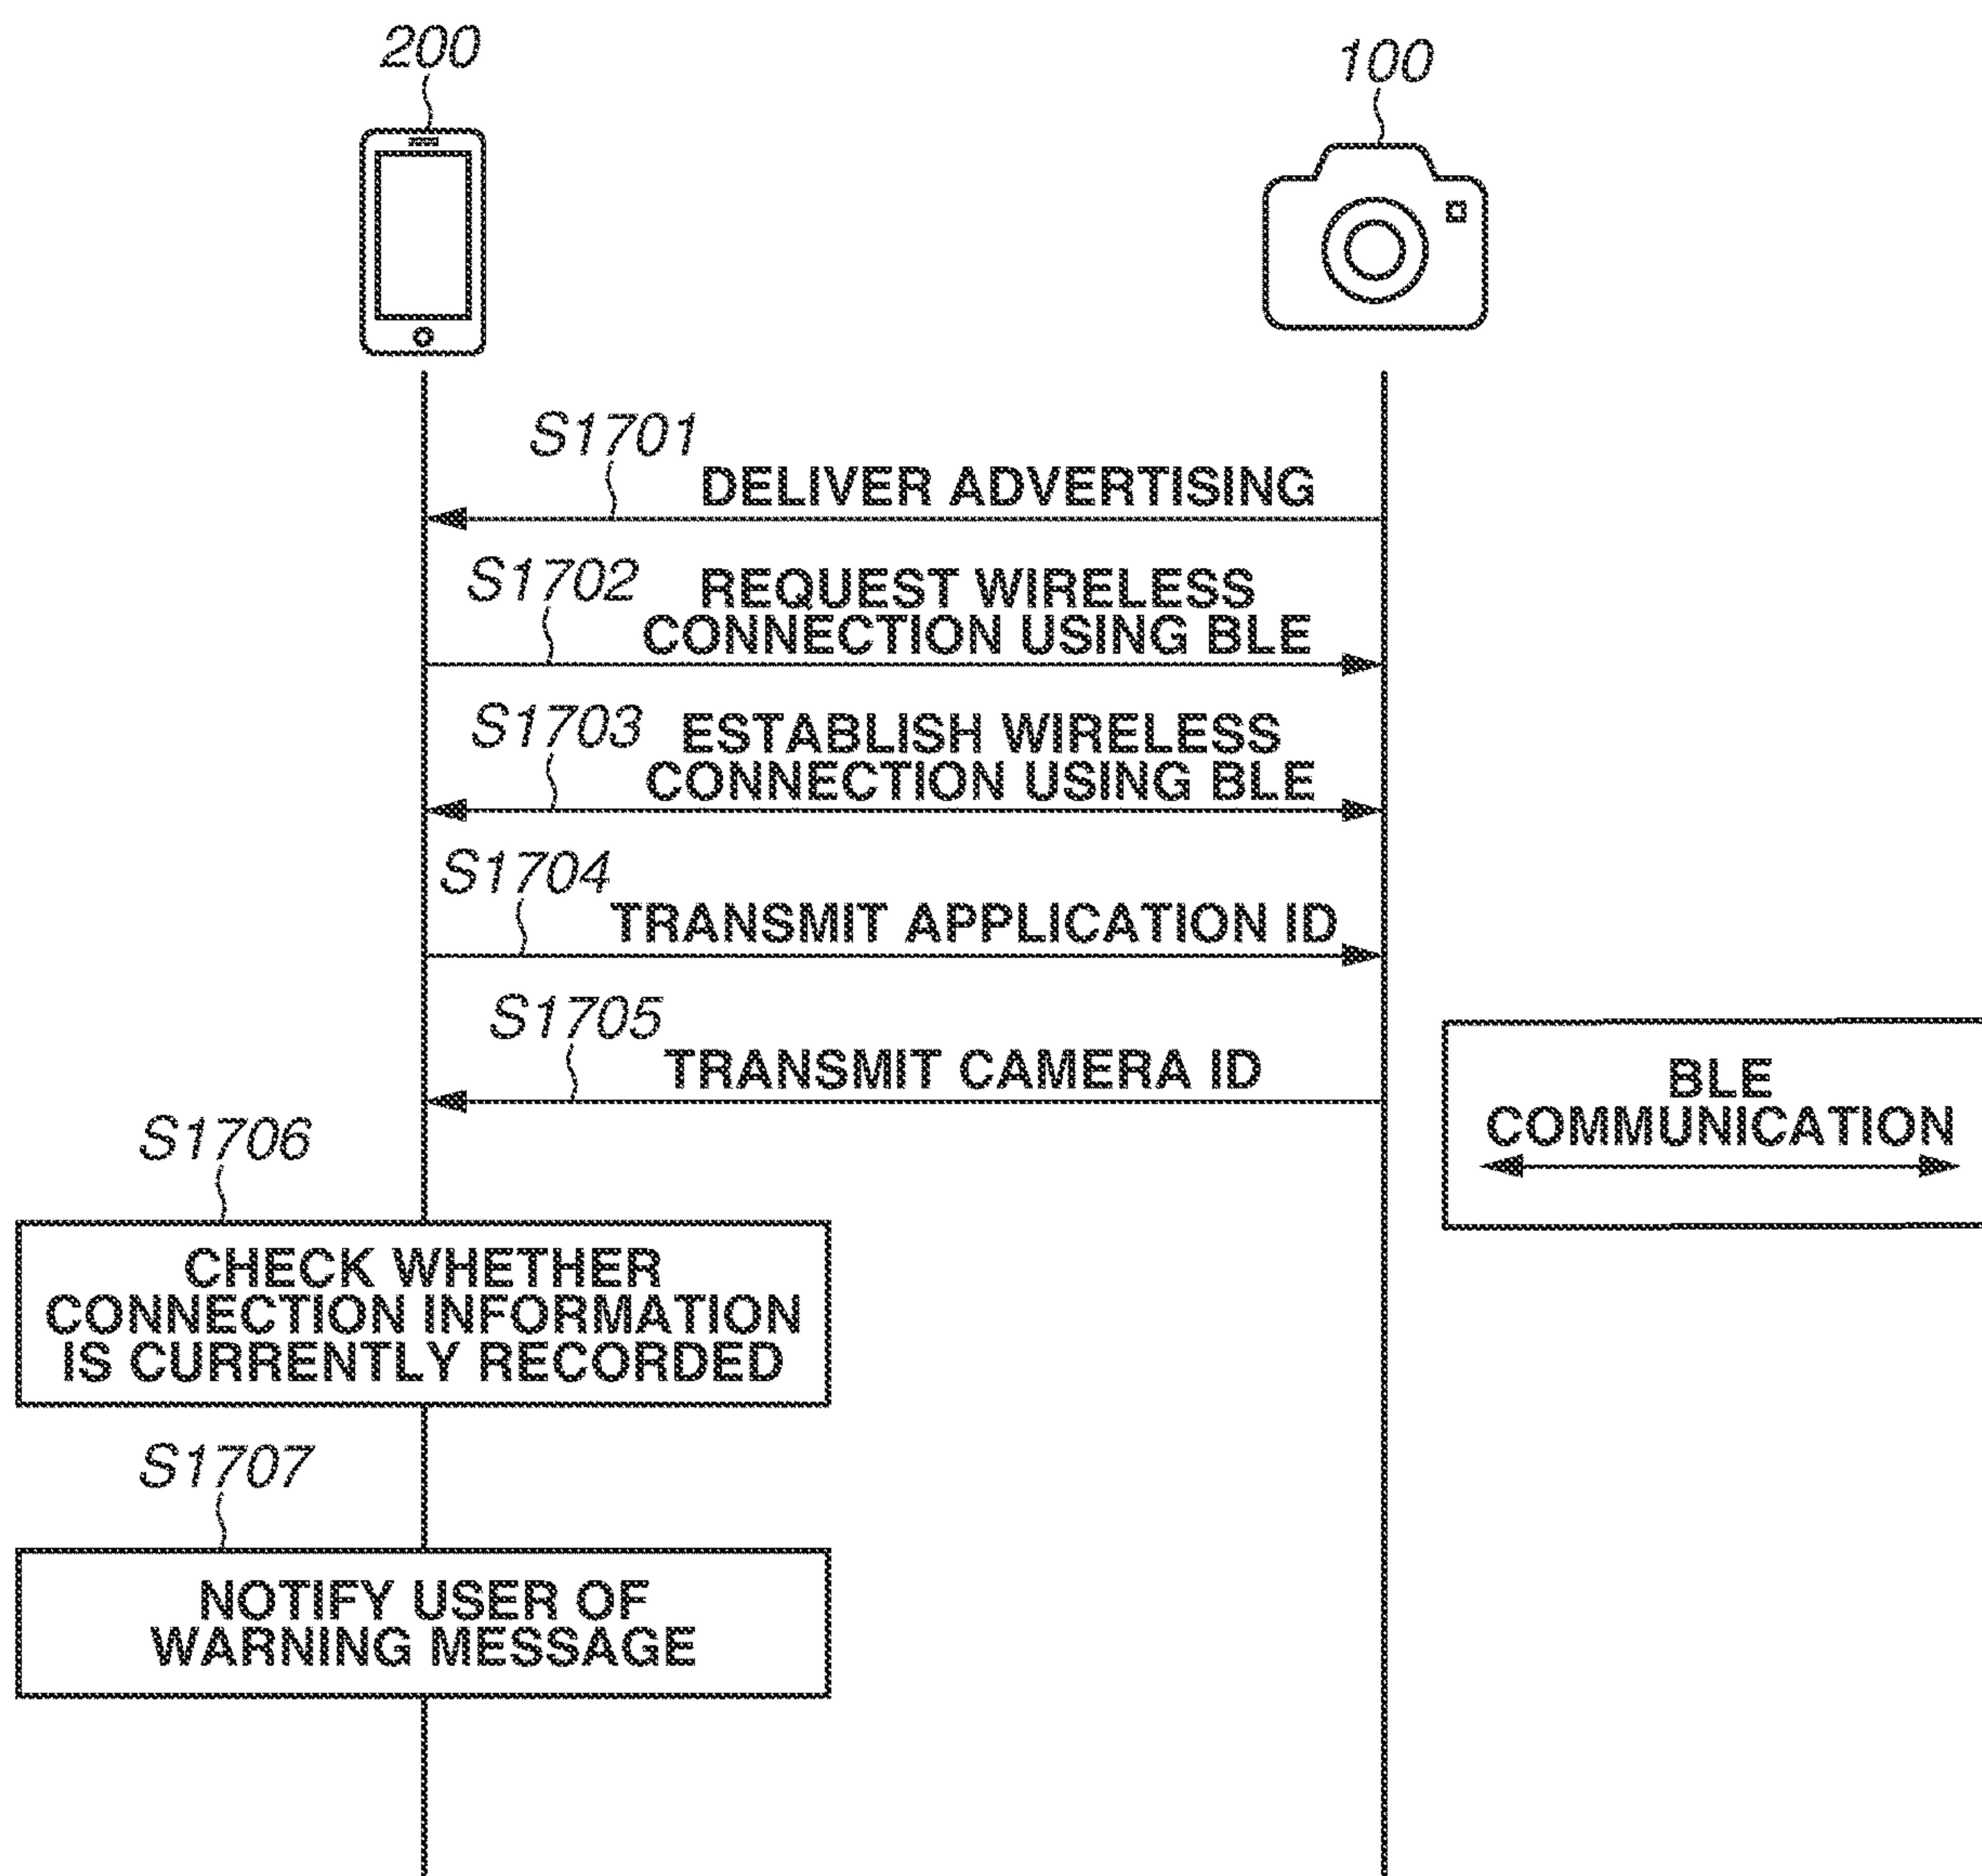 200
100
S1701
DELIVER ADVERTISING
S1702
REQUEST WIRELESS
CONNECTION USING BLE
S1703
ESTABLISH WIRELESS
CONNECTION USING BLE
S1704
TRANSMIT APPLICATION ID
S1705
TRANSMIT CAMERA ID
BLE
COMMUNICATION
S1706
CHECK WHETHER
CONNECTION INFORMATION
IS CURRENTLY RECORDED
S1707
NOTIFY USER OF
WARNING MESSAGE